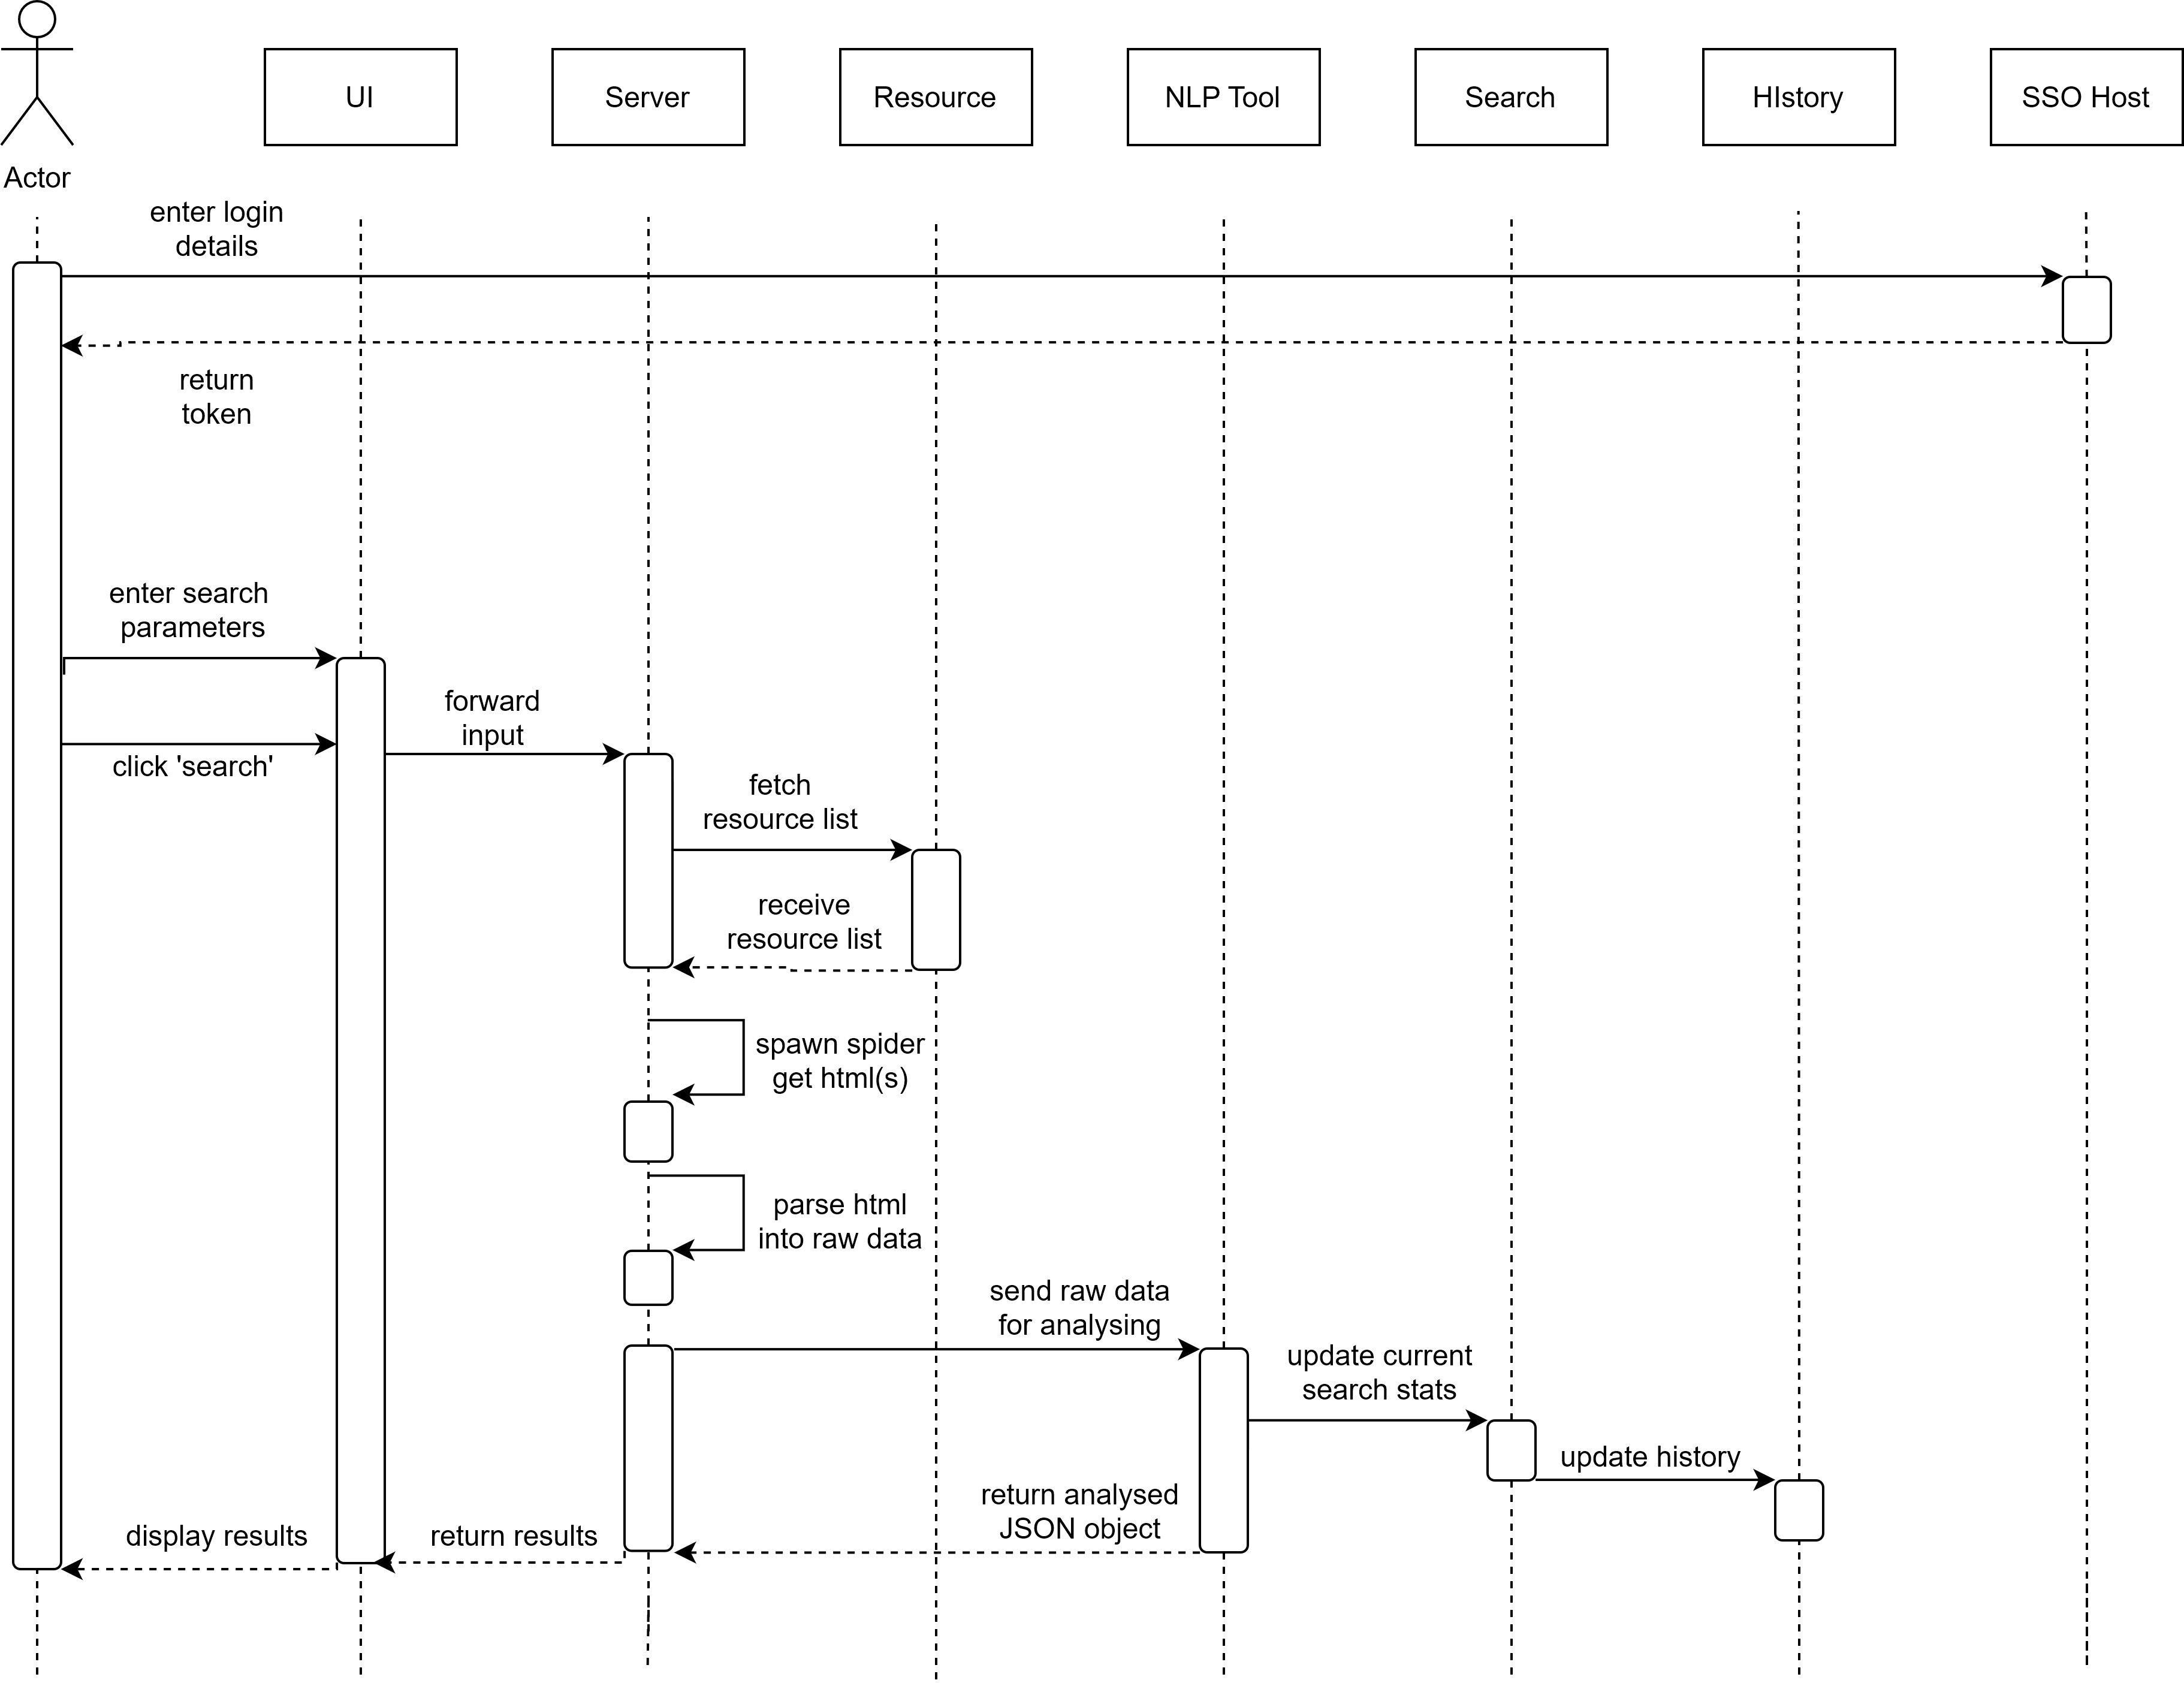 UI
Server
Resource
NLP Tool
Search
HIstory
SSO Host
Actor
enter login
details
return
token
enter search
parameters
click 'search'
forward
input
fetch
resource list
receive
resource list
spawn spider
get html(s)
parse html
into raw data
send raw data
for analysing
update current
search stats
update history
return analysed
JSON object
return results
display results